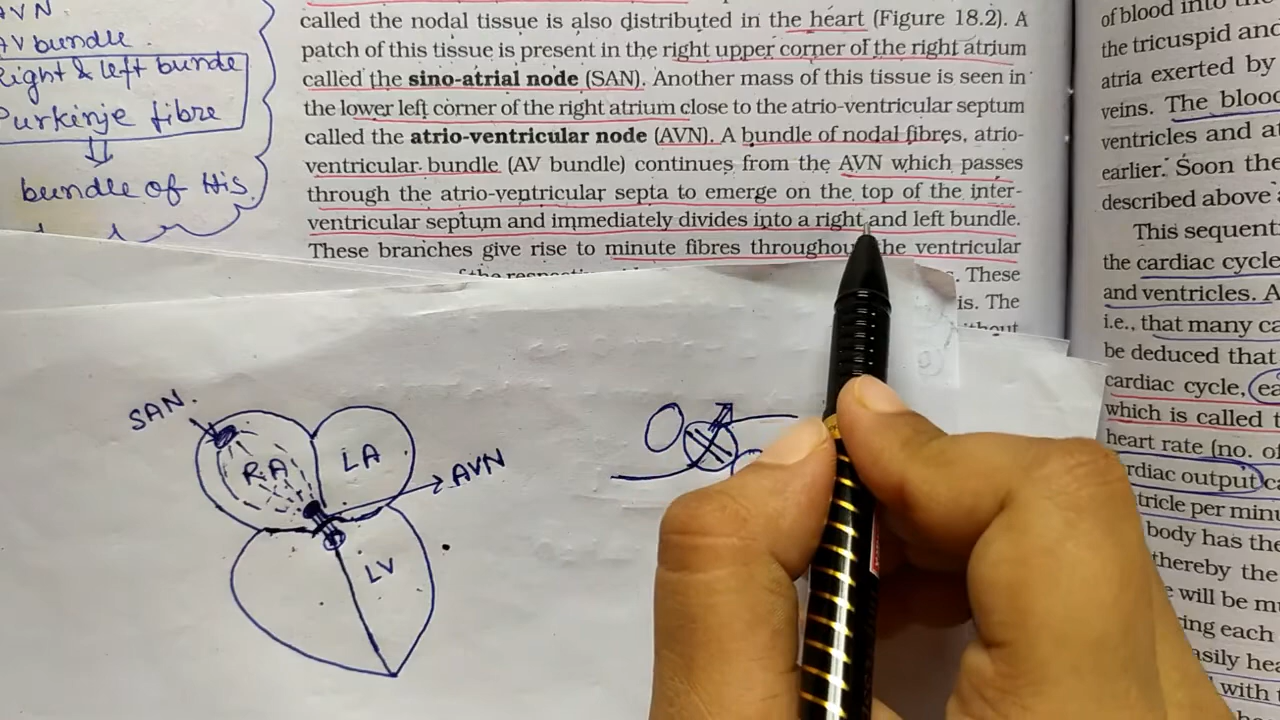 AVN
AV bundle.
Right & left bunde
Purkinje fibre
bundle of His
called the nodal tissue is also distributed in the heart (Figure 18.2). A
patch of this tissue is present in the right upper corner of the right atrium
called the sino-atrial node (SAN). Another mass of this tissue is seen in
the lower left corner of the right atrium close to the atrio-ventricular septum
called the atrio-ventricular node (AVN). A bundle of nodal fibres, atrio-
ventricular bundle (AV bundle) continues from the AVN which passes
through the atrio-ventricular septa to emerge on the top of the inter-
ventricular septum and immediately divides into a right and left bundle.
These branches give rise to minute fibres throughou the ventricular
These
is. The
of blood into
the tricuspid and
atria exerted by
veins. The blood
ventricles and
earlier. Soon the
described above
This sequent
the cardiac cycle
and ventricles. A
i.e., that many ca
be deduced that
cardiac cycle, (ea
which is called t
heart rate (no. of
rdiac output ca
tricle per minu
body has the
thereby the
will be m
ring each
asily hea
with
SAN.
RA
LA
AVN
LV